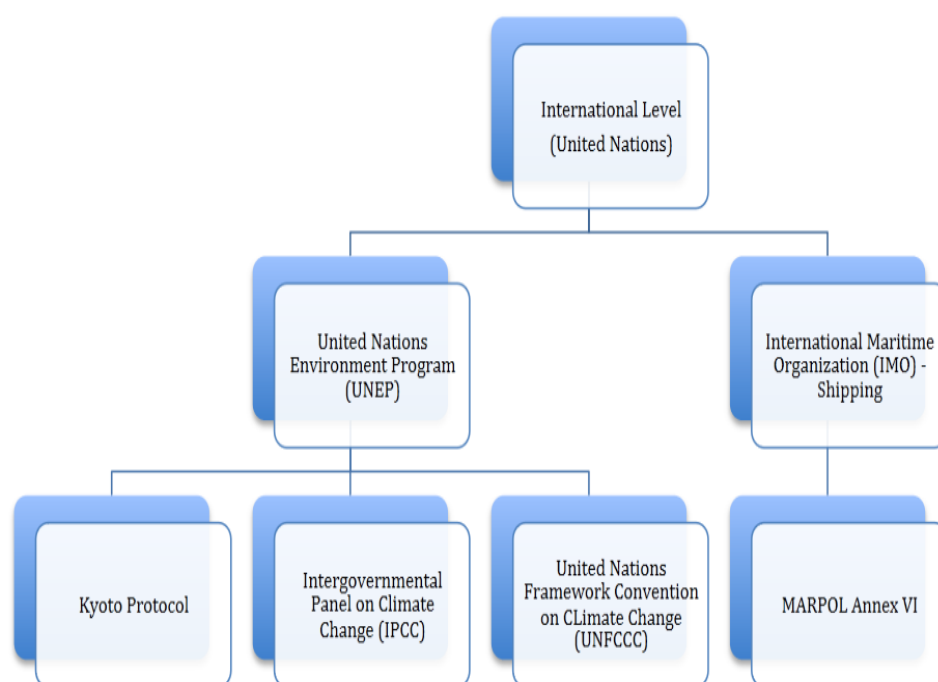 International Level
(United Nations)
United Nations
Environment Program
(UNEP)
International Maritime
Organization (IMO) -
Shipping
Kyoto Protocol
Intergovernmental
Panel on Climate
Change (IPCC)
United Nations
Framework Convention
on CLimate Change
(UNFCCC)
MARPOL Annex VI